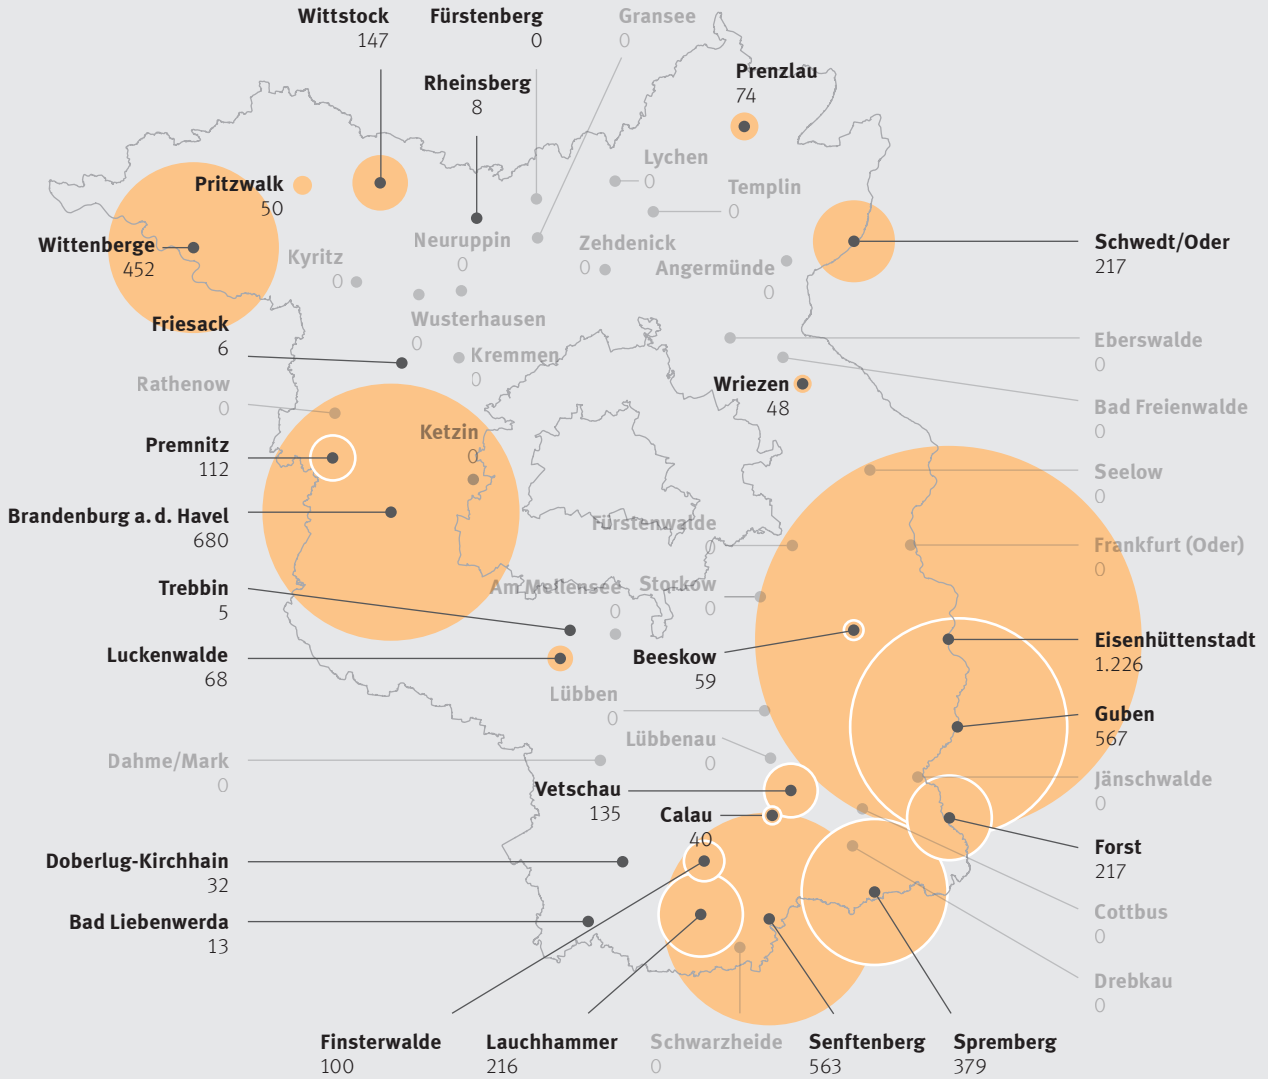 Wittstock
147
Fürstenberg
0
Gransee
0
Rheinsberg
8
Prenzlau
74
Lychen
0
Templin
0
Pritzwalk
50
Wittenberge
452
Kyritz
0
Neuruppin
0
Zehdenick
0
Angermünde
0
Schwedt/Oder
217
Friesack
6
Wusterhausen
0
Kremmen
0
Eberswalde
0
Rathenow
0
Wriezen
48
Bad Freienwalde
0
Premnitz
112
Ketzin
0
Seelow
0
Brandenburg a. d. Havel
680
Fürstenwalde
0
Frankfurt (Oder)
0
Trebbin
5
Am Mellensee
0
Storkow
0
Luckenwalde
68
Beeskow
59
Eisenhüttenstadt
1.226
Lübben
0
Guben
567
Lübbenau
0
Dahme/Mark
0
Jänschwalde
0
Vetschau
135
Calau
40
Forst
217
Doberlug-Kirchhain
32
Bad Liebenwerda
13
Cottbus
0
Drebkau
0
Finsterwalde
100
Lauchhammer
216
Schwarzheide
0
Senftenberg
563
Spremberg
379